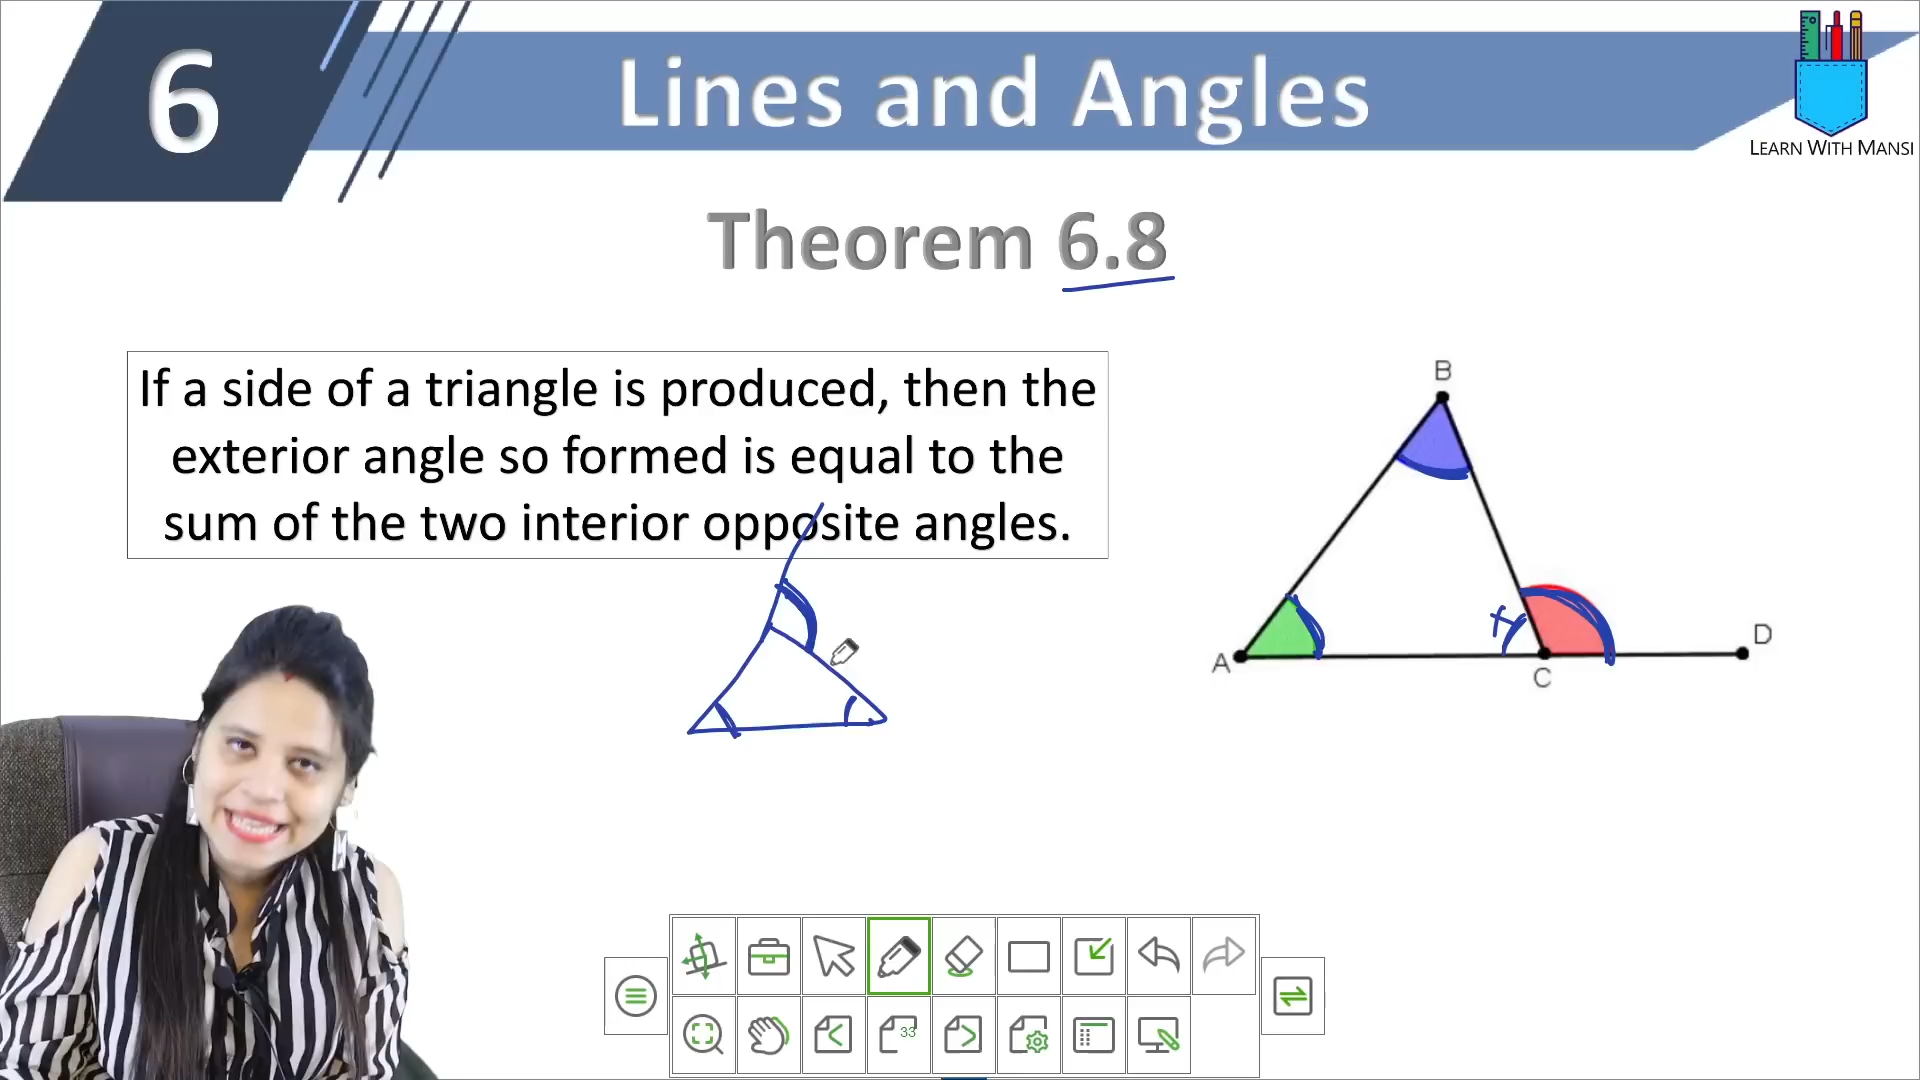 6
Lines and Angles
LEARN WITH MANSI
Theorem 6.8
If a side of a triangle is produced, then the
exterior angle so formed is equal to the
sum of the two interior opposite angles.
B
A
C
D
33